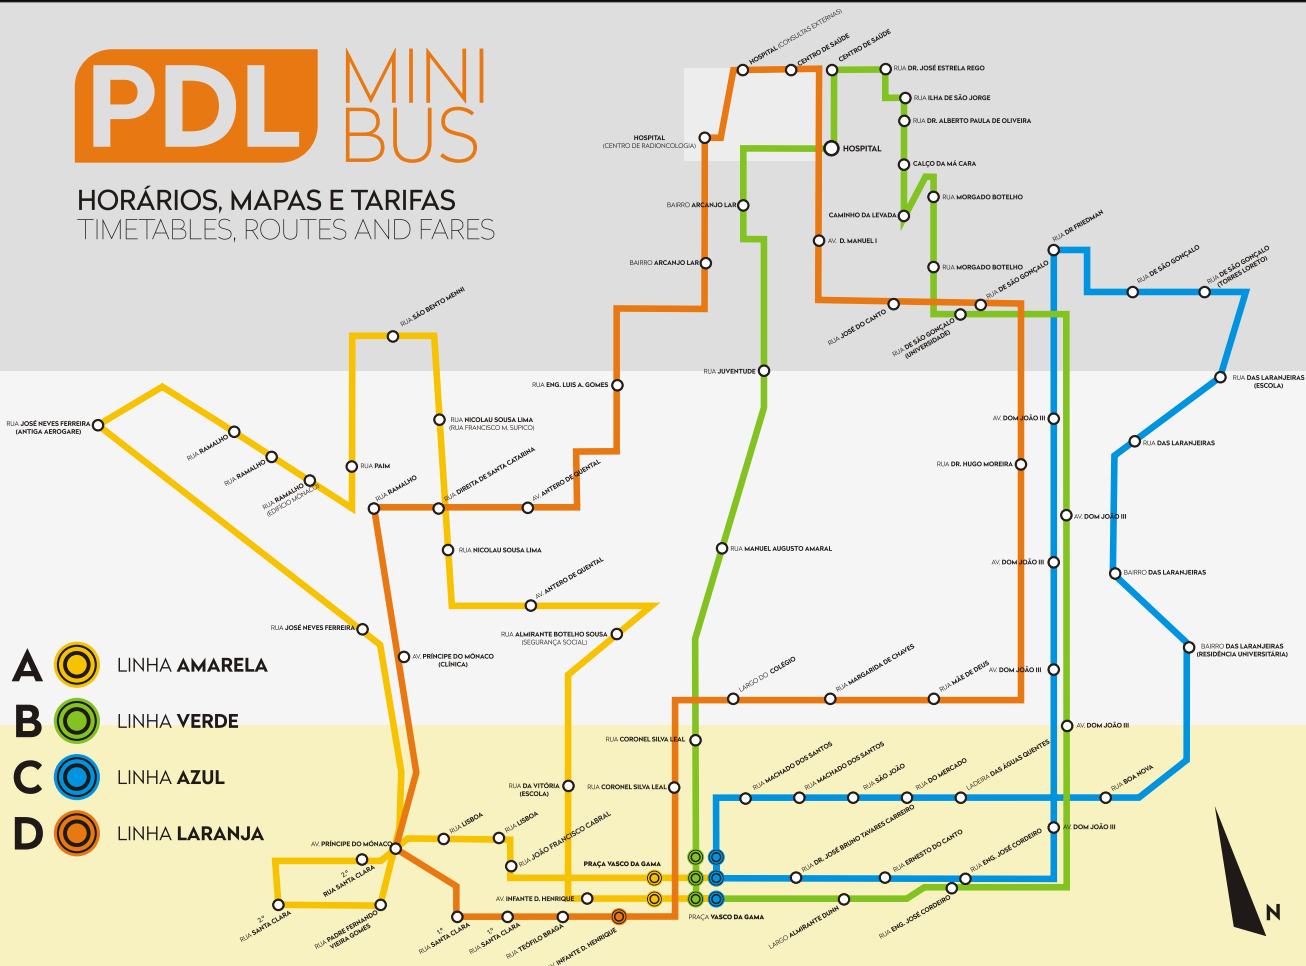 PDL MINI
BUS
HORÁRIOS, MAPAS E TARIFAS
TIMETABLES, ROUTES AND FARES
HOSPITAL (CONSULTAS EXTERNAS)
CENTRO DE SAÚDE
CENTRO DE SAÚDE
RUA DR. JOSÉ ESTRELA REGO
RUA ILHA DE SÃO JORGE
RUA DR. ALBERTO PAULA DE OLIVEIRA
HOSPITAL
(CENTRO DE RADIONCOLOGIA)
HOSPITAL
CALÇO DA MÁ CARA
RUA MORGADO BOTELHO
BAIRRO ARCANJO LAR
CAMINHO DA LEVADA
RUA DR FRIEDMAN
AV. D. MANUEL I
BAIRRO ARCANJO LAR
RUA MORGADO BOTELHO
RUA DE SÃO GONÇALO
RUA DE SÃO GONÇALO
RUA DE SÃO GONÇALO
(TORRES LORETO)
RUA JOSÉ DO CANTO
RUA DE SÃO GONÇALO
(UNIVERSIDADE)
RUA SÃO BENTO MENNI
RUA JUVENTUDE
RUA ENG. LUIS A. GOMES
RUA DAS LARANJEIRAS
(ESCOLA)
RUA JOSÉ NEVES FERREIRA
(ANTIGA AEROGARE)
RUA NICOLAU SOUSA LIMA
(RUA FRANCISCO M. SUPICO)
AV. DOM JOÃO III
RUA RAMALHO
RUA RAMALHO
RUA RAMALHO
(EDIFÍCIO MÓNACO)
RUA PAIM
RUA RAMALHO
RUA DIREITA DE SANTA CATARINA
AV. ANTERO DE QUENTAL
RUA DAS LARANJEIRAS
RUA DR. HUGO MOREIRA
AV. DOM JOÃO III
RUA NICOLAU SOUSA LIMA
RUA MANUEL AUGUSTO AMARAL
AV. DOM JOÃO III
BAIRRO DAS LARANJEIRAS
AV. ANTERO DE QUENTAL
RUA JOSÉ NEVES FERREIRA
RUA ALMIRANTE BOTELHO SOUSA
(SEGURANÇA SOCIAL)
BAIRRO DAS LARANJEIRAS
(RESIDÊNCIA UNIVERSITÁRIA)
AV. PRÍNCIPE DO MÓNACO
(CLÍNICA)
LARGO DO COLÉGIO
RUA MARGARIDA DE CHAVES
RUA MÃE DE DEUS
AV. DOM JOÃO III
A LINHA AMARELA
B LINHA VERDE
C LINHA AZUL
D LINHA LARANJA
AV. DOM JOÃO III
RUA CORONEL SILVA LEAL
RUA DA VITÓRIA
(ESCOLA)
RUA CORONEL SILVA LEAL
RUA MACHADO DOS SANTOS
RUA MACHADO DOS SANTOS
RUA SÃO JOÃO
RUA DO MERCADO
LADEIRA DAS ÁGUAS QUENTES
RUA BOA NOVA
AV. DOM JOÃO III
AV. PRÍNCIPE DO MÓNACO
RUA LISBOA
RUA LISBOA
RUA JOÃO FRANCISCO CABRAL
PRAÇA VASCO DA GAMA
RUA DR. JOSÉ BRUNO TAVARES CARREIRO
RUA ERNESTO DO CANTO
RUA ENG. JOSÉ CORDEIRO
2.ª
RUA SANTA CLARA
AV. INFANTE D. HENRIQUE
PRAÇA VASCO DA GAMA
2.ª
RUA SANTA CLARA
RUA PADRE FERNANDO
VIEIRA GOMES
1.ª
RUA SANTA CLARA
1.ª
RUA SANTA CLARA
RUA TEÓFILO BRAGA
INFANTE D. HENRIQUE
LARGO ALMIRANTE DUNN
RUA ENG. JOSÉ CORDEIRO
N